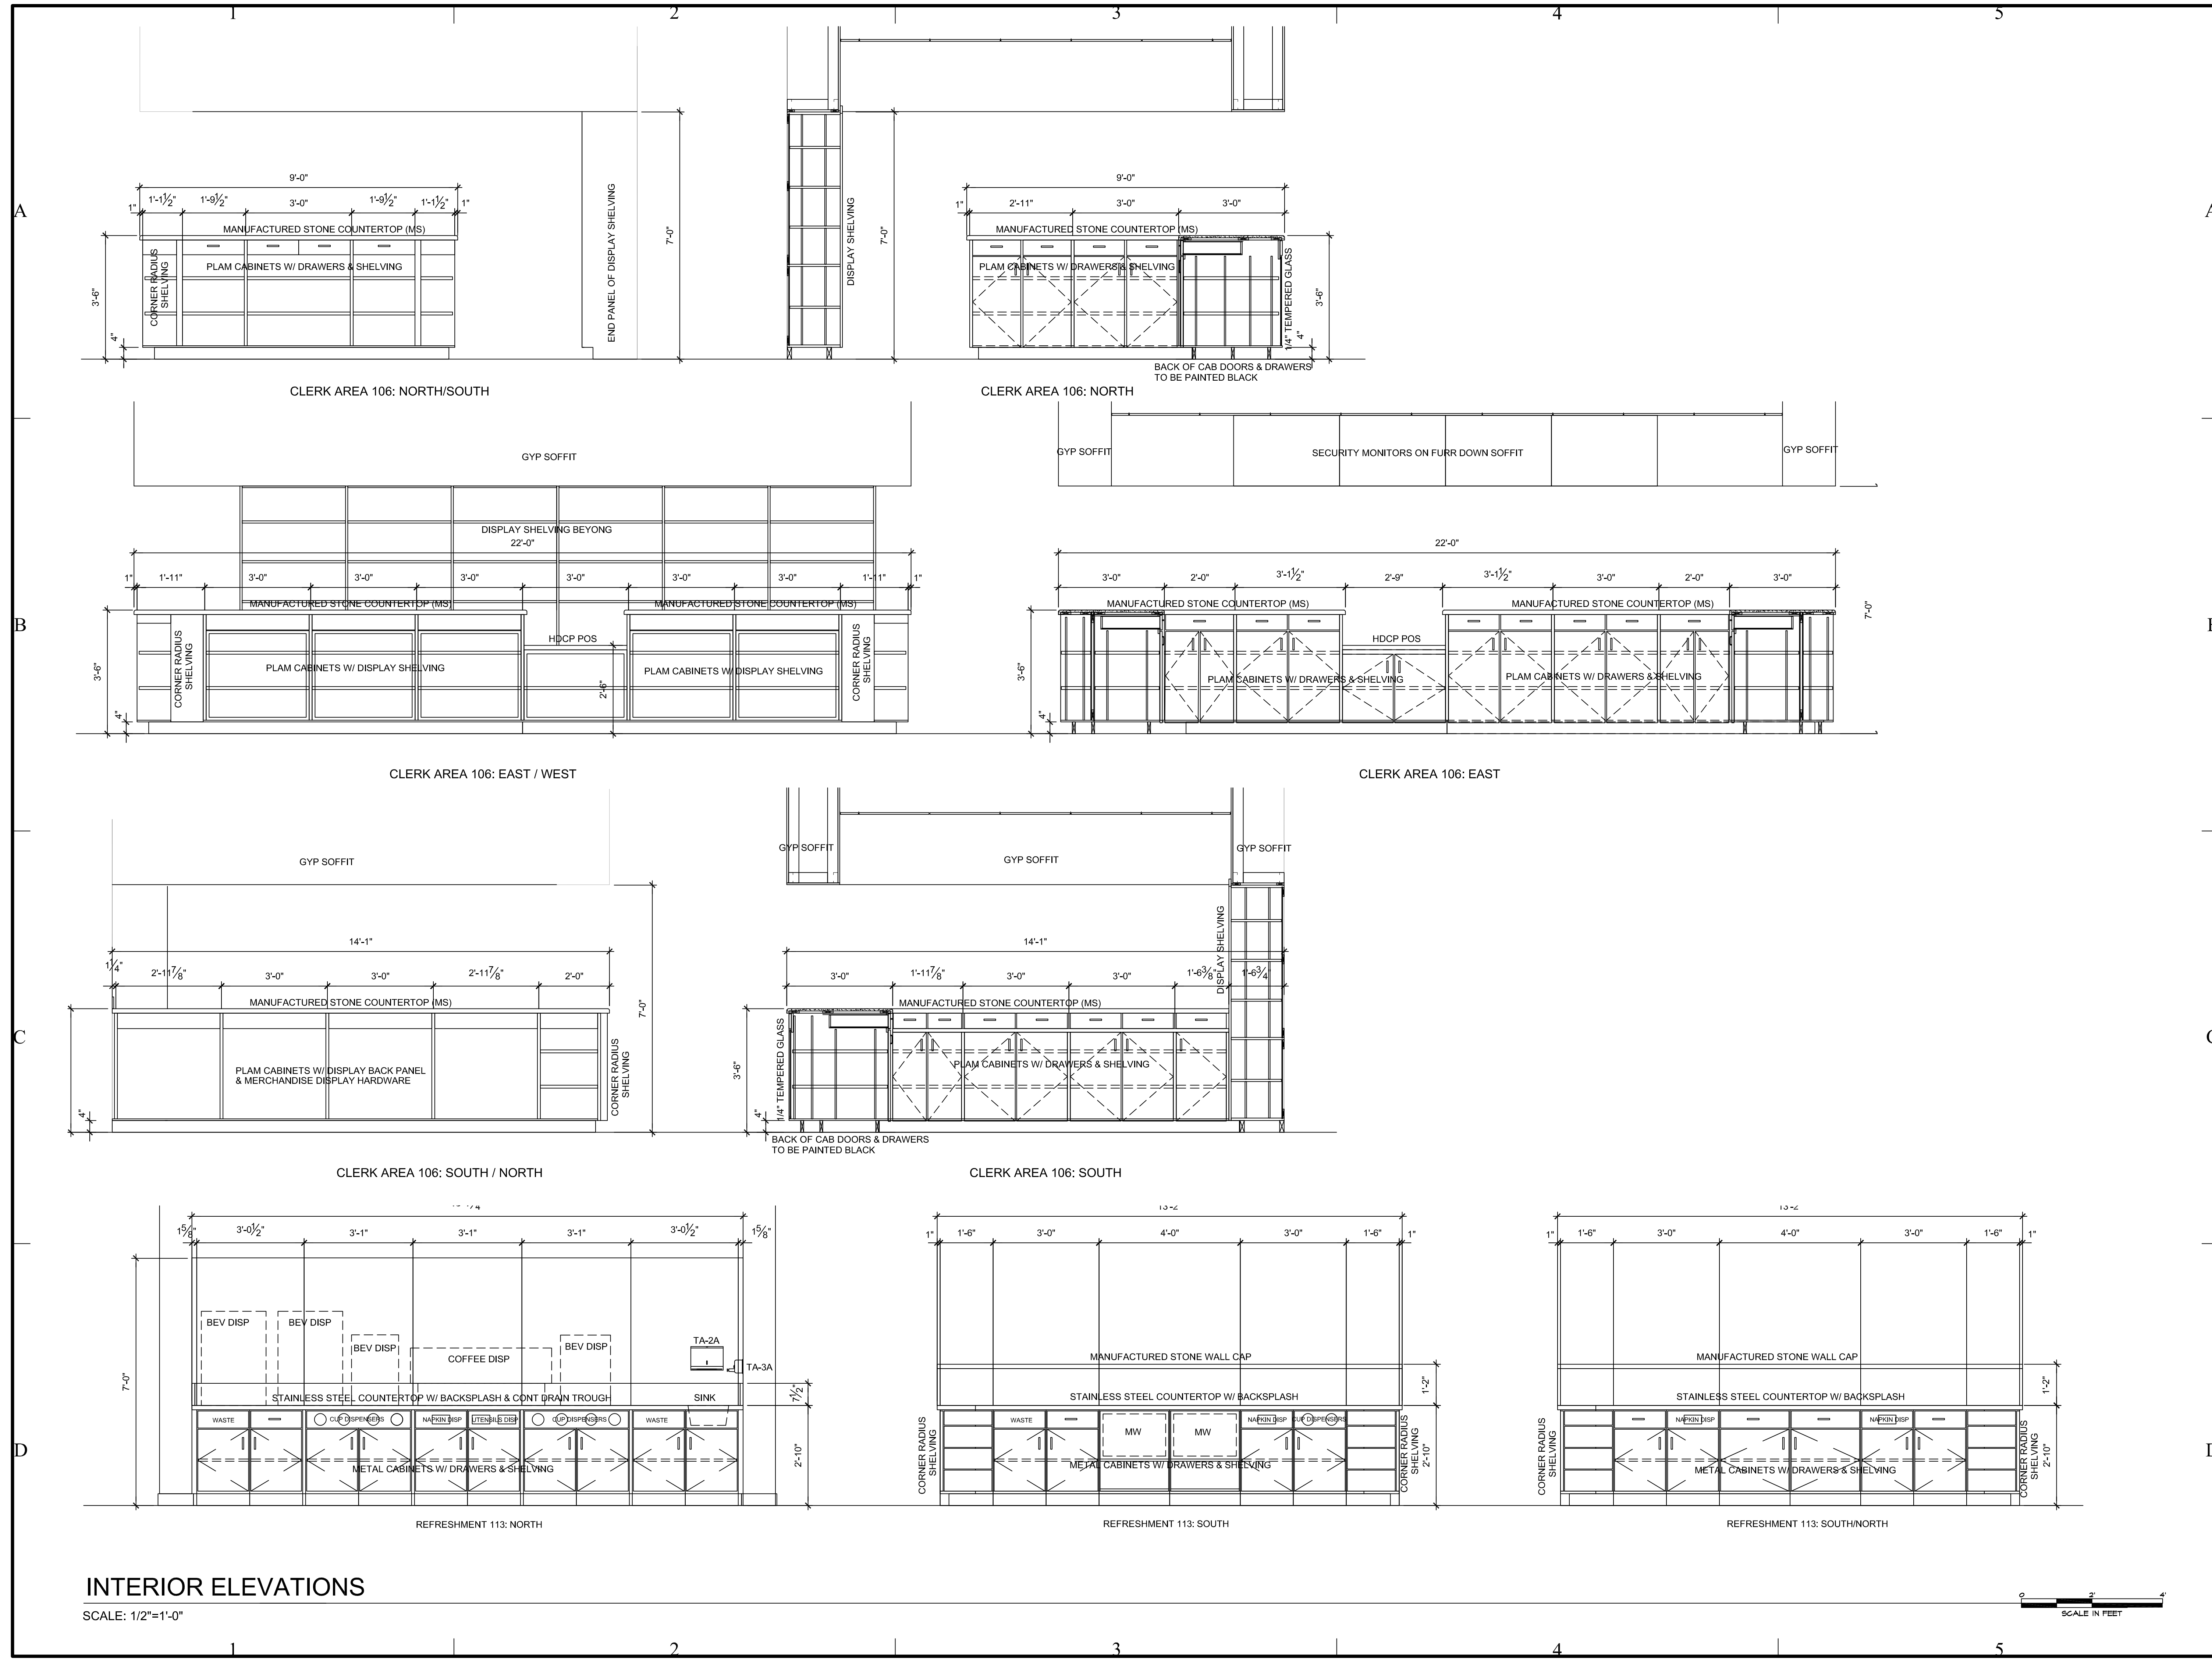 1 2 3 4 5
A
9'-0"
1" 1'-1½" 1'-9½" 3'-0" 1'-9½" 1'-1½" 1"
MANUFACTURED STONE COUNTERTOP (MS)
CORNER RADIUS
SHELVING
PLAM CABINETS W/ DRAWERS & SHELVING
3'-6"
4"
END PANEL OF DISPLAY SHELVING
7'-0"
CLERK AREA 106: NORTH/SOUTH
DISPLAY SHELVING
7'-0"
9'-0"
1" 2'-11" 3'-0" 3'-0"
MANUFACTURED STONE COUNTERTOP (MS)
PLAM CABINETS W/ DRAWERS & SHELVING
1/4" TEMPERED GLASS
4"
3'-6"
BACK OF CAB DOORS & DRAWERS
TO BE PAINTED BLACK
CLERK AREA 106: NORTH
B
GYP SOFFIT
DISPLAY SHELVING BEYONG
22'-0"
1" 1'-11" 3'-0" 3'-0" 3'-0" 3'-0" 3'-0" 3'-0" 1'-11" 1"
MANUFACTURED STONE COUNTERTOP (MS)
MANUFACTURED STONE COUNTERTOP (MS)
HDCP POS
CORNER RADIUS
SHELVING
PLAM CABINETS W/ DISPLAY SHELVING
PLAM CABINETS W/ DISPLAY SHELVING
CORNER RADIUS
SHELVING
3'-6"
4"
2'-6"
CLERK AREA 106: EAST / WEST
GYP SOFFIT
SECURITY MONITORS ON FURR DOWN SOFFIT
GYP SOFFIT
22'-0"
3'-0" 2'-0" 3'-1½" 2'-9" 3'-1½" 3'-0" 2'-0" 3'-0"
MANUFACTURED STONE COUNTERTOP (MS)
MANUFACTURED STONE COUNTERTOP (MS)
7'-0"
HDCP POS
3'-6"
4"
PLAM CABINETS W/ DRAWERS & SHELVING
PLAM CABINETS W/ DRAWERS & SHELVING
CLERK AREA 106: EAST
C
GYP SOFFIT
14'-1"
1¼" 2'-11⅞" 3'-0" 3'-0" 2'-11⅞" 2'-0"
MANUFACTURED STONE COUNTERTOP (MS)
7'-0"
PLAM CABINETS W/ DISPLAY BACK PANEL
& MERCHANDISE DISPLAY HARDWARE
CORNER RADIUS
SHELVING
4"
CLERK AREA 106: SOUTH / NORTH
GYP SOFFIT
GYP SOFFIT
GYP SOFFIT
DISPLAY SHELVING
14'-1"
3'-0" 1'-11⅞" 3'-0" 3'-0" 1'-6⅜" 1'-6¾"
MANUFACTURED STONE COUNTERTOP (MS)
1/4" TEMPERED GLASS
3'-6"
4"
PLAM CABINETS W/ DRAWERS & SHELVING
BACK OF CAB DOORS & DRAWERS
TO BE PAINTED BLACK
CLERK AREA 106: SOUTH
D
1⅝" 3'-0½" 3'-1" 3'-1" 3'-1" 3'-0½" 1⅝"
7'-0"
BEV DISP
BEV DISP
BEV DISP
COFFEE DISP
BEV DISP
TA-2A
TA-3A
STAINLESS STEEL COUNTERTOP W/ BACKSPLASH & CONT DRAIN TROUGH
SINK
7½"
WASTE
CUP DISPENSERS
NAPKIN DISP
UTENSILS DISP
CUP DISPENSERS
WASTE
METAL CABINETS W/ DRAWERS & SHELVING
2'-10"
REFRESHMENT 113: NORTH
13'-2"
1" 1'-6" 3'-0" 4'-0" 3'-0" 1'-6" 1"
MANUFACTURED STONE WALL CAP
STAINLESS STEEL COUNTERTOP W/ BACKSPLASH
1'-2"
WASTE
NAPKIN DISP
CUP DISPENSERS
MW
MW
METAL CABINETS W/ DRAWERS & SHELVING
CORNER RADIUS
SHELVING
CORNER RADIUS
SHELVING
2'-10"
REFRESHMENT 113: SOUTH
13'-2"
1" 1'-6" 3'-0" 4'-0" 3'-0" 1'-6" 1"
MANUFACTURED STONE WALL CAP
STAINLESS STEEL COUNTERTOP W/ BACKSPLASH
1'-2"
NAPKIN DISP
NAPKIN DISP
METAL CABINETS W/ DRAWERS & SHELVING
CORNER RADIUS
SHELVING
CORNER RADIUS
SHELVING
2'-10"
REFRESHMENT 113: SOUTH/NORTH
INTERIOR ELEVATIONS
SCALE: 1/2"=1'-0"
0 2' 4'
SCALE IN FEET
1 2 3 4 5